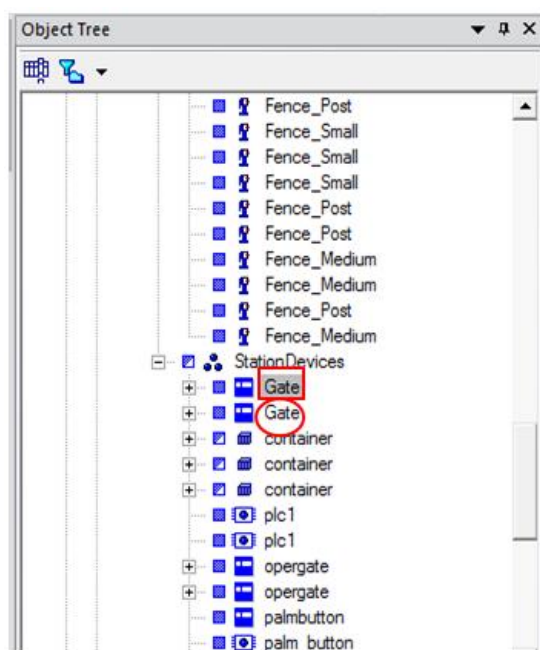 Object Tree
Fence_Post
Fence_Small
Fence_Small
Fence_Small
Fence_Post
Fence_Post
Fence_Medium
Fence_Medium
Fence_Post
Fence_Medium
StationDevices
Gate
Gate
container
container
container
plc1
plc1
opergate
opergate
palmbutton
palm_button